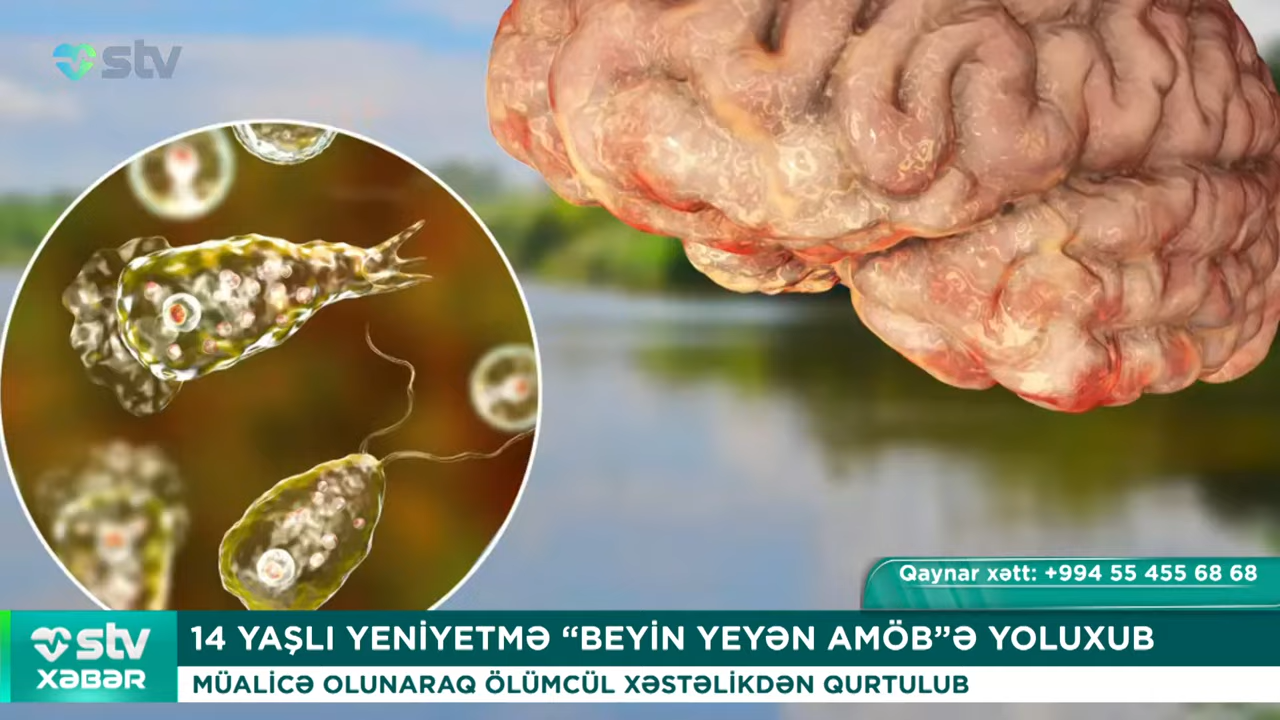 stv
Qaynar xətt: +994 55 455 68 68
stv
XƏBƏR
14 YAŞLI YENİYETMƏ “BEYİN YEYƏN AMÖB”Ə YOLUXUB
MÜALİCƏ OLUNARAQ ÖLÜMCÜL XƏSTƏLİKDƏN QURTULUB